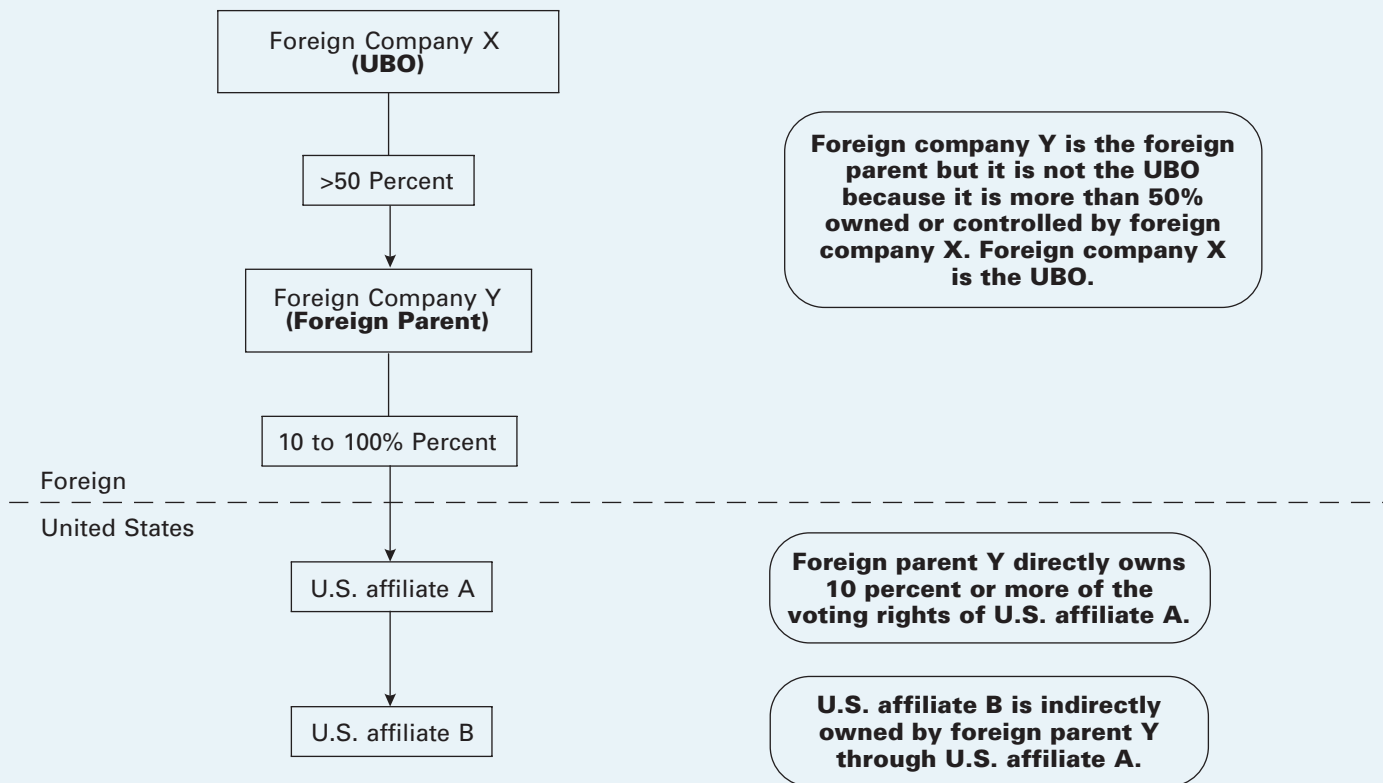 Foreign Company X
(UBO)
>50 Percent
Foreign company Y is the foreign
parent but it is not the UBO
because it is more than 50%
owned or controlled by foreign
company X. Foreign company X
is the UBO.
Foreign Company Y
(Foreign Parent)
10 to 100% Percent
Foreign
United States
U.S. affiliate A
Foreign parent Y directly owns
10 percent or more of the
voting rights of U.S. affiliate A.
U.S. affiliate B
U.S. affiliate B is indirectly
owned by foreign parent Y
through U.S. affiliate A.